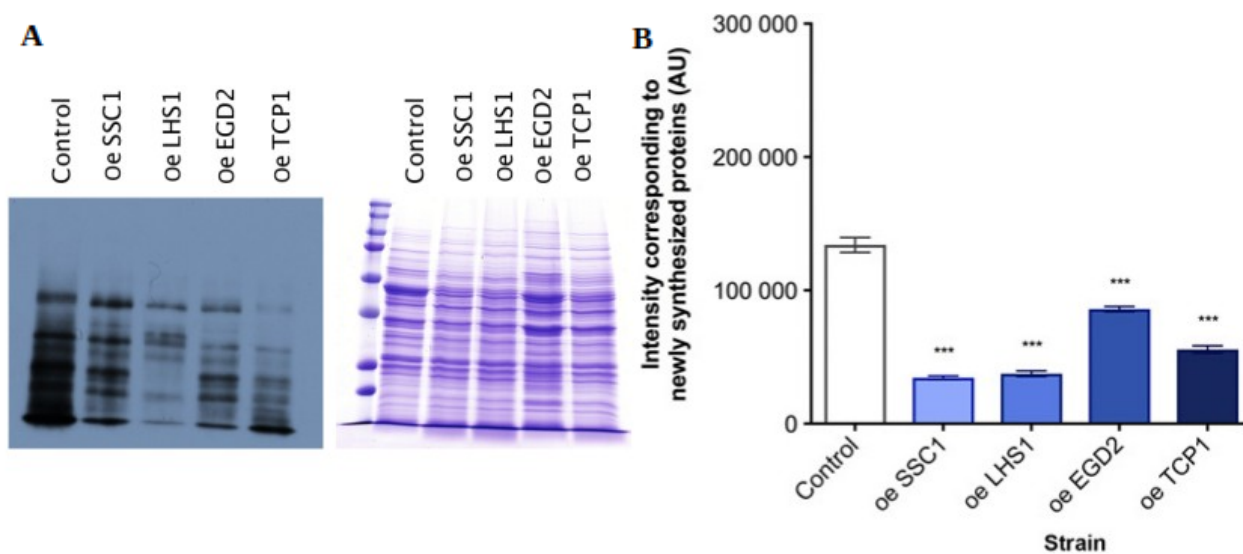 A
Control
oe SSC1
oe LHS1
oe EGD2
oe TCP1
Control
oe SSC1
oe LHS1
oe EGD2
oe TCP1
B
Intensity corresponding to
newly synthesized proteins (AU)
300 000
200 000
100 000
0
***
***
***
***
Control
oe SSC1
oe LHS1
oe EGD2
oe TCP1
Strain